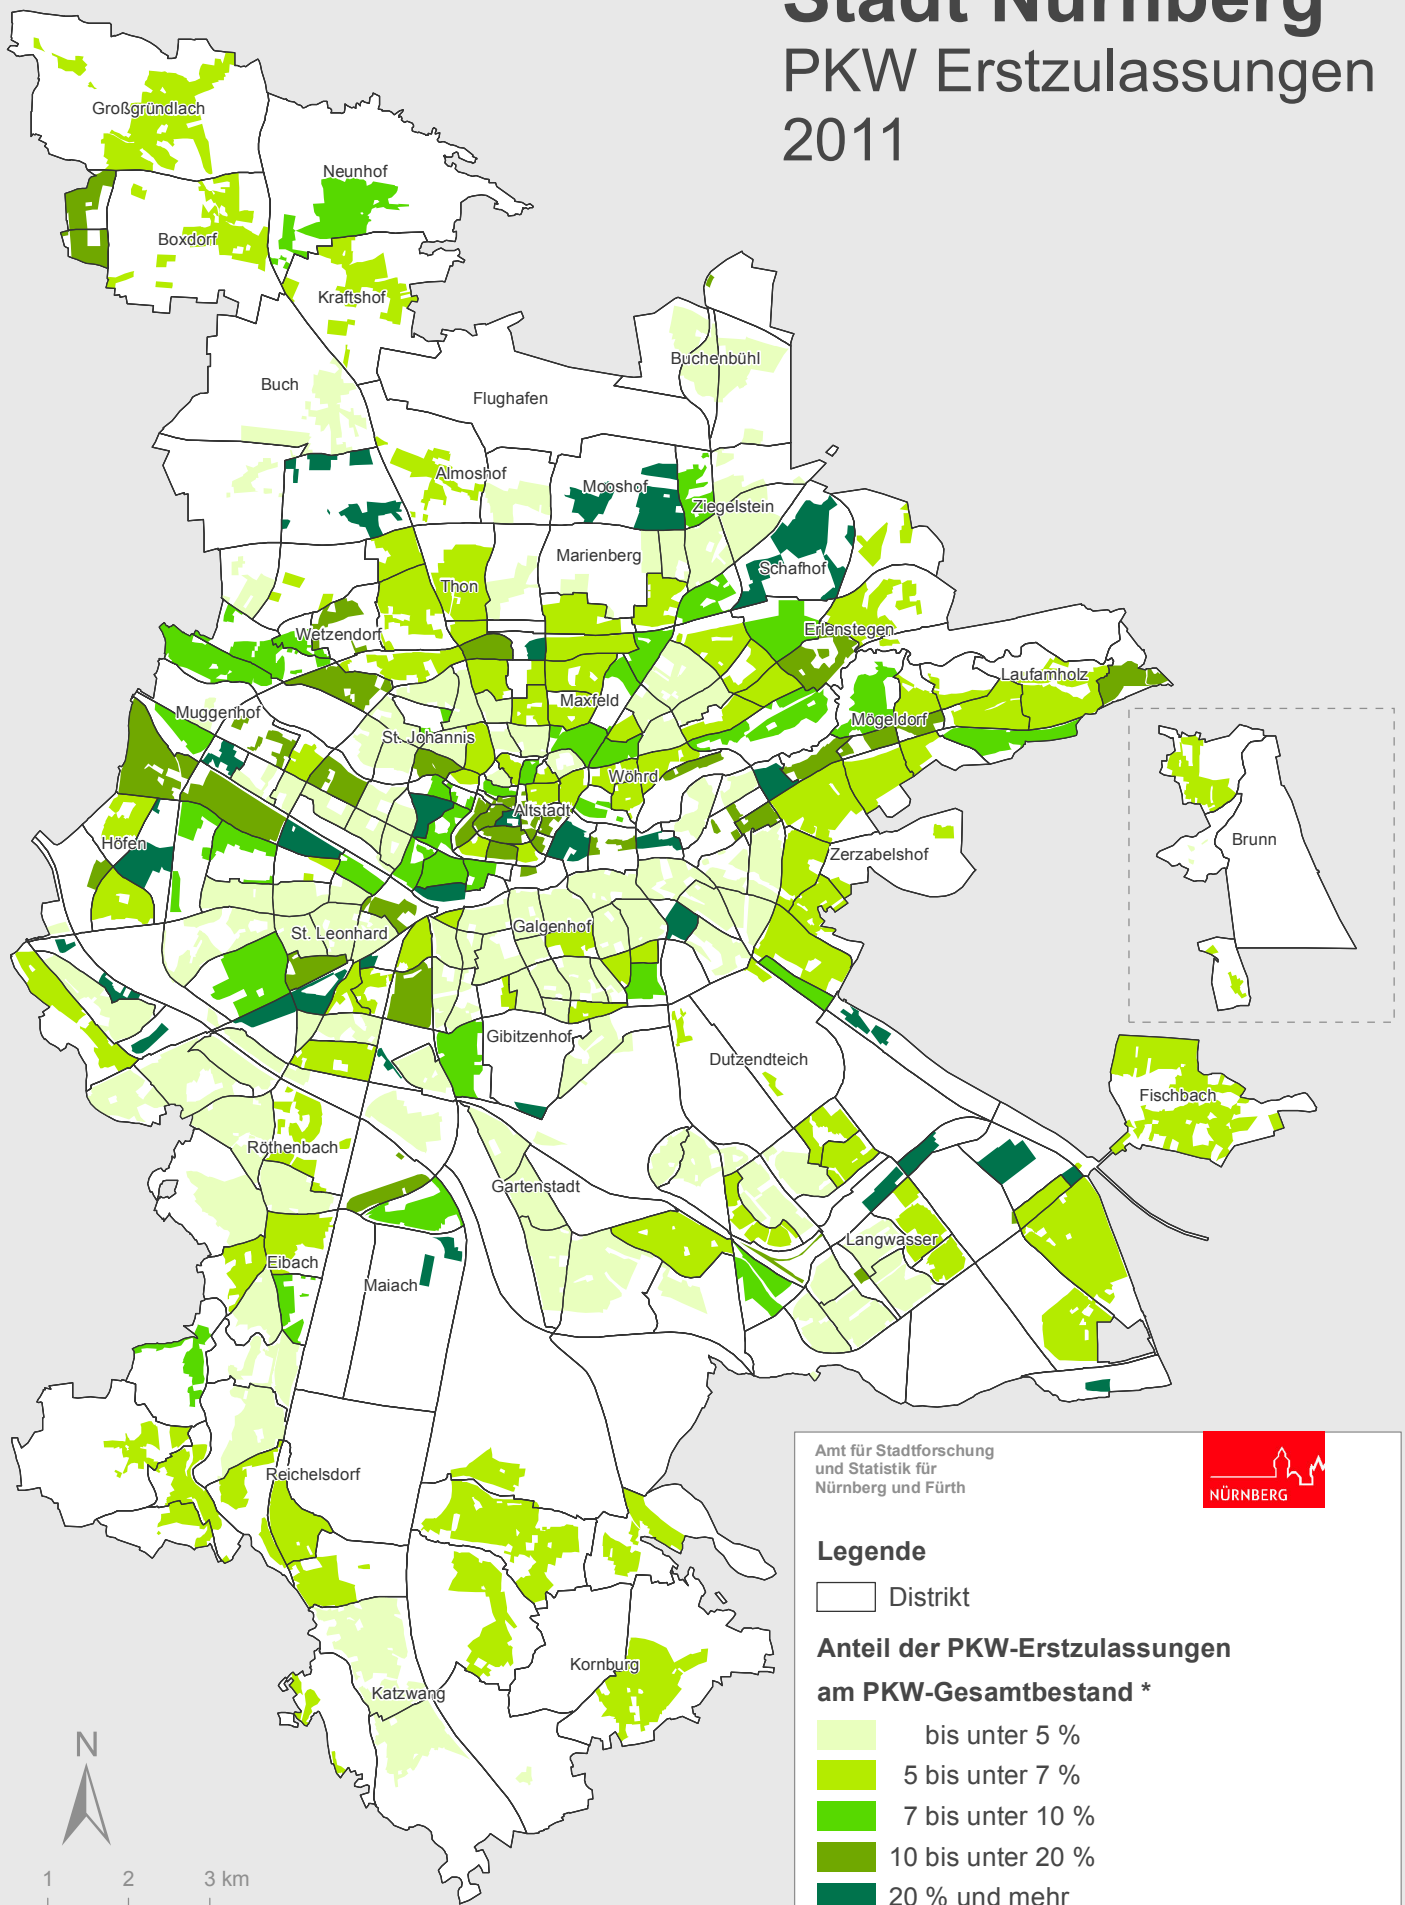 Stadt Nürnberg
PKW Erstzulassungen
2011
Großgründlach
Neunhof
Boxdorf
Kraftshof
Buchenbühl
Buch
Flughafen
Almoshof
Mooshof
Ziegelstein
Marienberg
Schafhof
Thon
Wetzendorf
Erlenstegen
Laufamholz
Maxfeld
Muggenhof
Mögeldorf
St. Johannis
Wöhrd
Altstadt
Höfen
Zerzabelshof
Brunn
St. Leonhard
Galgenhof
Gibitzenhof
Dutzendteich
Fischbach
Röthenbach
Gartenstadt
Langwasser
Eibach
Maiach
Reichelsdorf
Kornburg
Katzwang
N
1 2 3 km
Amt für Stadtforschung
und Statistik für
Nürnberg und Fürth
NÜRNBERG
Legende
Distrikt
Anteil der PKW-Erstzulassungen
am PKW-Gesamtbestand *
bis unter 5 %
5 bis unter 7 %
7 bis unter 10 %
10 bis unter 20 %
20 % und mehr